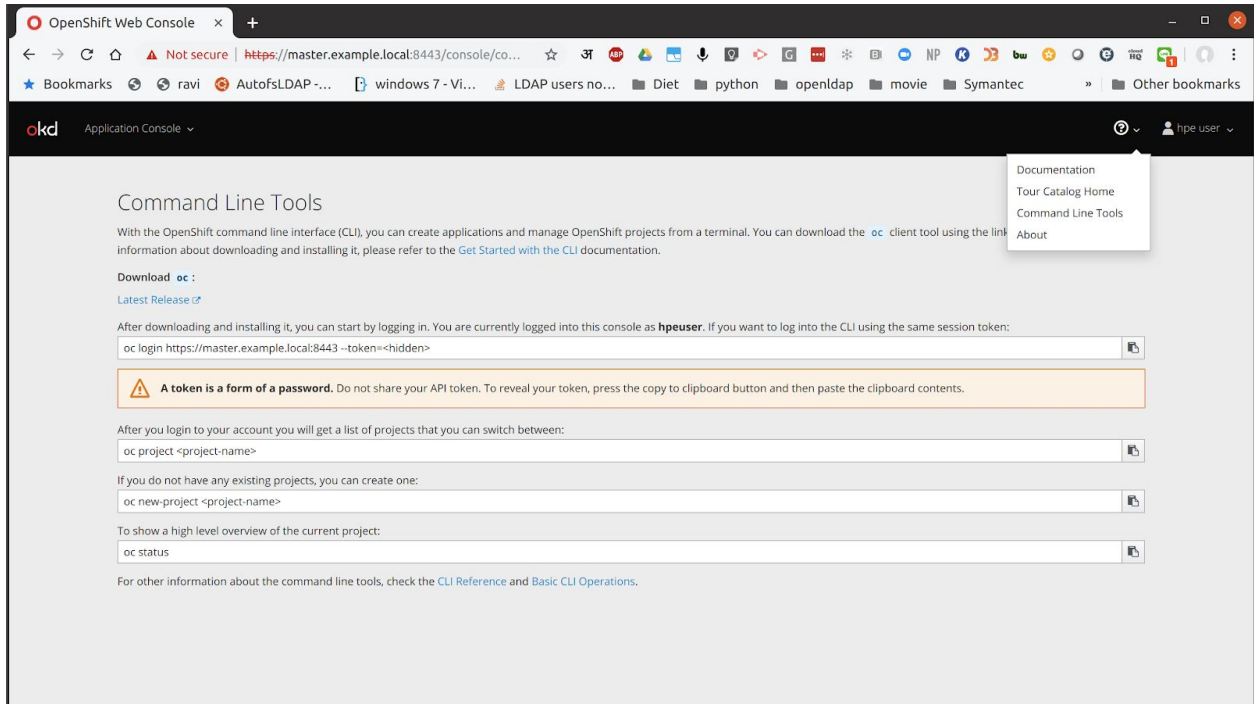 OpenShift Web Console
Not secure | https://master.example.local:8443/console/co...
अ ABP G NP K bw cloud HQ 1
Bookmarks ravi AutofsLDAP -... windows 7 - Vi... LDAP users no... Diet python openldap movie Symantec » Other bookmarks
okd Application Console hpe user
Documentation
Tour Catalog Home
Command Line Tools
About
Command Line Tools
With the OpenShift command line interface (CLI), you can create applications and manage OpenShift projects from a terminal. You can download the oc client tool using the link
information about downloading and installing it, please refer to the Get Started with the CLI documentation.
Download oc :
Latest Release
After downloading and installing it, you can start by logging in. You are currently logged into this console as hpeuser. If you want to log into the CLI using the same session token:
oc login https://master.example.local:8443 --token=<hidden>
A token is a form of a password. Do not share your API token. To reveal your token, press the copy to clipboard button and then paste the clipboard contents.
After you login to your account you will get a list of projects that you can switch between:
oc project <project-name>
If you do not have any existing projects, you can create one:
oc new-project <project-name>
To show a high level overview of the current project:
oc status
For other information about the command line tools, check the CLI Reference and Basic CLI Operations.